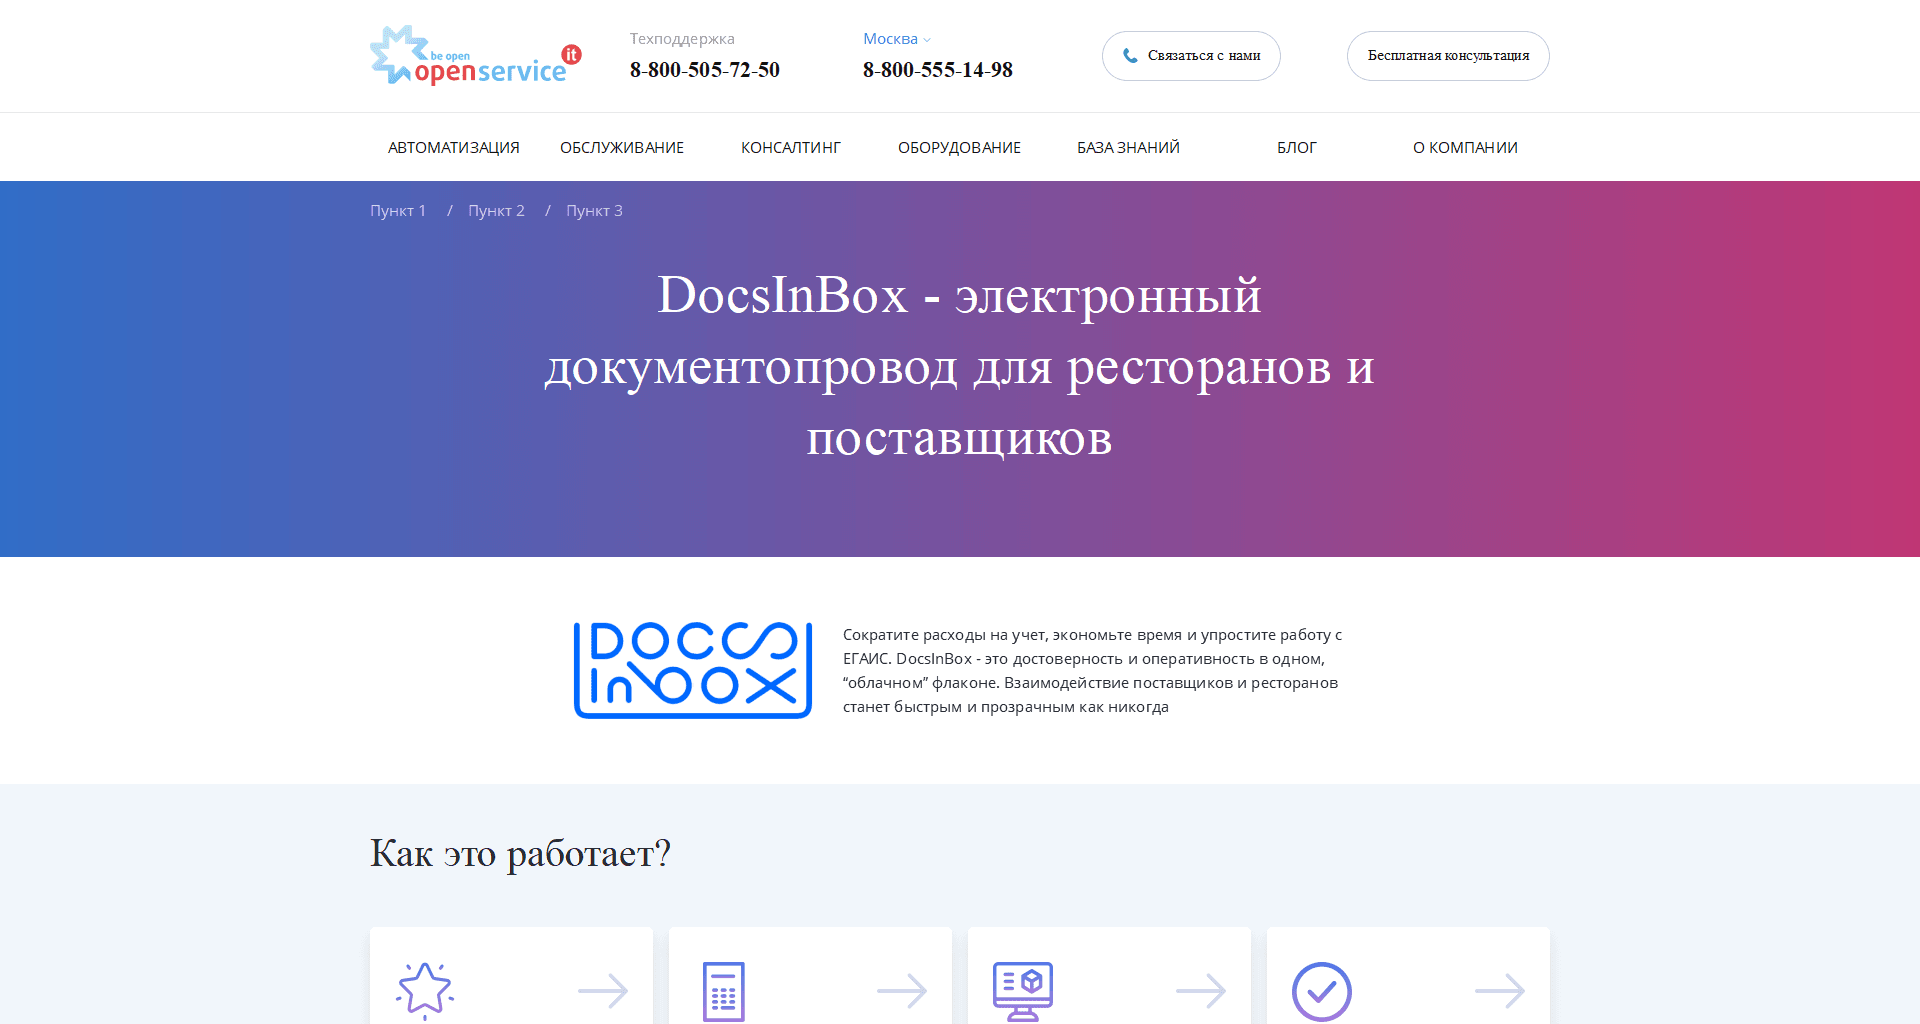 be open
openservice it
Техподдержка
8-800-505-72-50
Москва
8-800-555-14-98
Связаться с нами
Бесплатная консультация
АВТОМАТИЗАЦИЯ ОБСЛУЖИВАНИЕ КОНСАЛТИНГ ОБОРУДОВАНИЕ БАЗА ЗНАНИЙ БЛОГ О КОМПАНИИ
Пункт 1 / Пункт 2 / Пункт 3
DocsInBox - электронный
документопровод для ресторанов и
поставщиков
DOCS
InBOX
Сократите расходы на учет, экономьте время и упростите работу с
ЕГАИС. DocsInBox - это достоверность и оперативность в одном,
“облачном” флаконе. Взаимодействие поставщиков и ресторанов
станет быстрым и прозрачным как никогда
Как это работает?